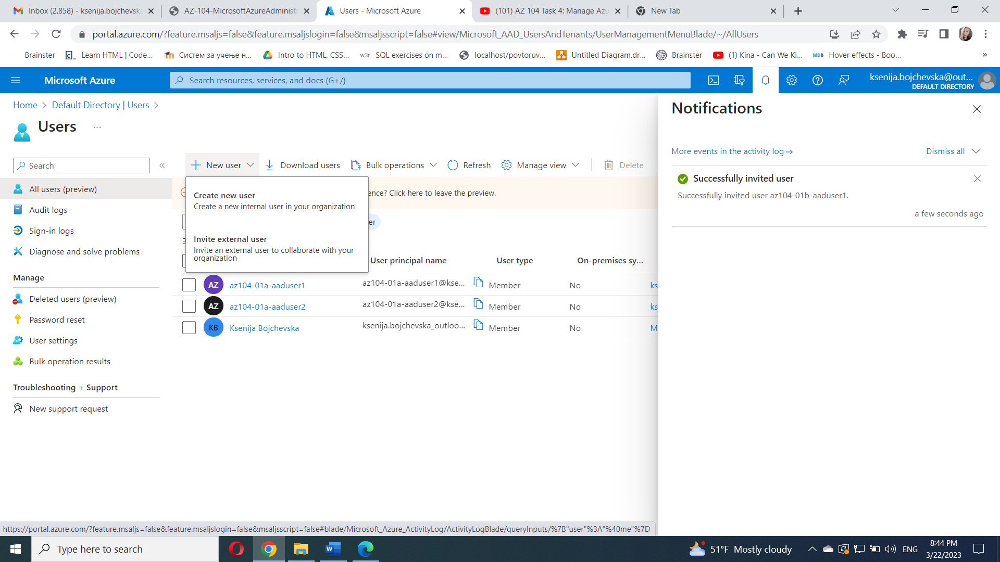 Inbox (2,858) - ksenija.bojchevska
AZ-104-MicrosoftAzureAdministr
Users - Microsoft Azure
(101) AZ 104 Task 4: Manage Azu
New Tab
portal.azure.com/?feature.msaljs=false&feature.msaljslogin=false&msaljsscript=false#view/Microsoft_AAD_UsersAndTenants/UserManagementMenuBlade/~/AllUsers
Brainster
Learn HTML | Code...
Систем за учење н...
Intro to HTML, CSS...
w3r
SQL exercises on m...
localhost/povtoruv...
Untitled Diagram.dr...
Brainster
(1) Kina - Can We Ki...
MDB
Hover effects - Boo...
»
Microsoft Azure
Search resources, services, and docs (G+/)
ksenija.bojchevska@out...
DEFAULT DIRECTORY
Home > Default Directory | Users >
Users ...
Search
«
All users (preview)
Audit logs
Sign-in logs
Diagnose and solve problems
Manage
Deleted users (preview)
Password reset
User settings
Bulk operation results
Troubleshooting + Support
New support request
New user
Download users
Bulk operations
Refresh
Manage view
Delete
ence? Click here to leave the preview.
er
3
Create new user
Create a new internal user in your organization
Invite external user
Invite an external user to collaborate with your
organization
User principal name
User type
On-premises sy...
AZ az104-01a-aaduser1 az104-01a-aaduser1@kse... Member No ks
AZ az104-01a-aaduser2 az104-01a-aaduser2@kse... Member No ks
KB Ksenija Bojchevska ksenija.bojchevska_outloo... Member No M
Notifications
More events in the activity log →
Dismiss all
Successfully invited user
Successfully invited user az104-01b-aaduser1.
a few seconds ago
https://portal.azure.com/?feature.msaljs=false&feature.msaljslogin=false&msaljsscript=false#blade/Microsoft_Azure_ActivityLog/ActivityLogBlade/queryInputs/%7B"user"%3A"%40me"%7D
Type here to search
51°F Mostly cloudy
ENG
8:44 PM
3/22/2023